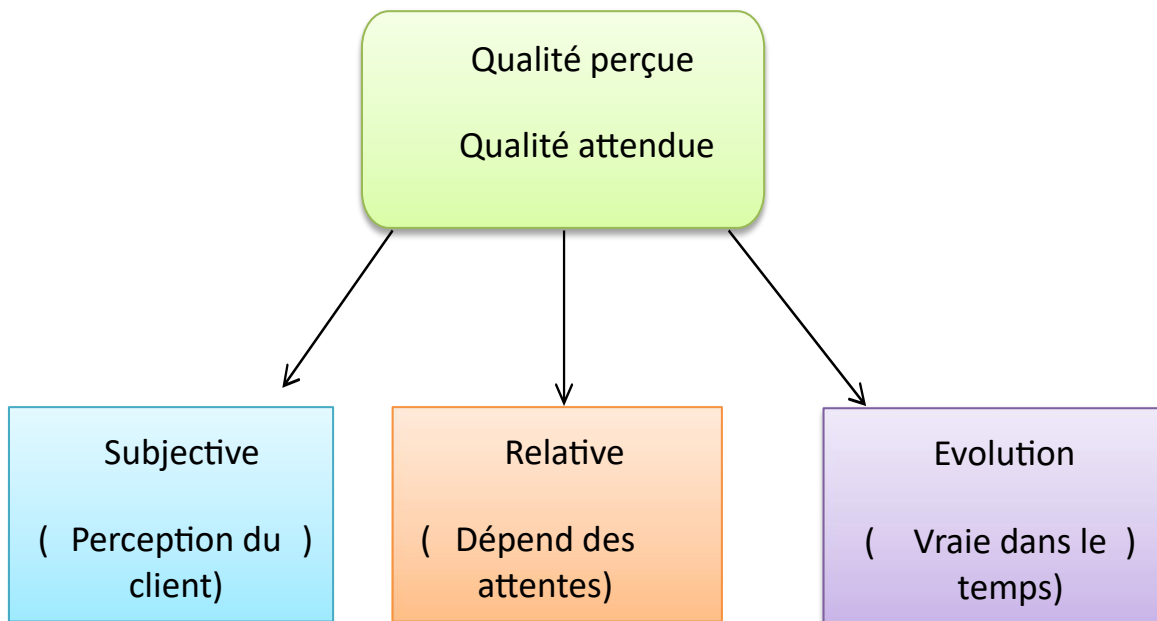 Qualité perçue
Qualité attendue
Subjective
( Perception du )
client)
Relative
( Dépend des
attentes)
Evolution
( Vraie dans le )
temps)